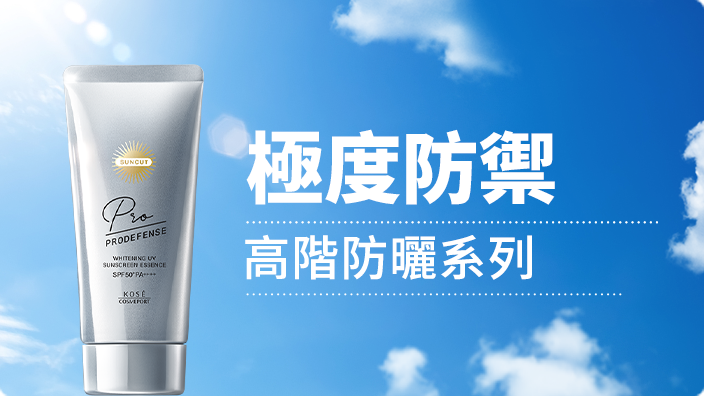 SUNCUT
Pro
PRODEFENSE
WHITENING UV
SUNSCREEN ESSENCE
SPF50+PA++++
KOSÉ
COSMEPORT
極度防禦
高階防曬系列